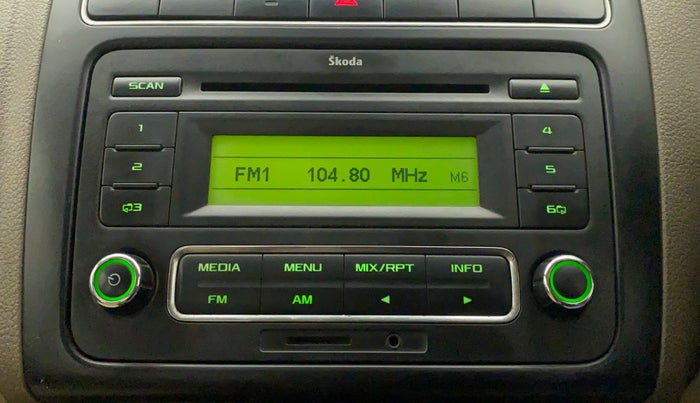 Škoda
SCAN
1
4
2
5
3
6
FM1 104.80 MHz M6
MEDIA MENU MIX/RPT INFO
FM AM